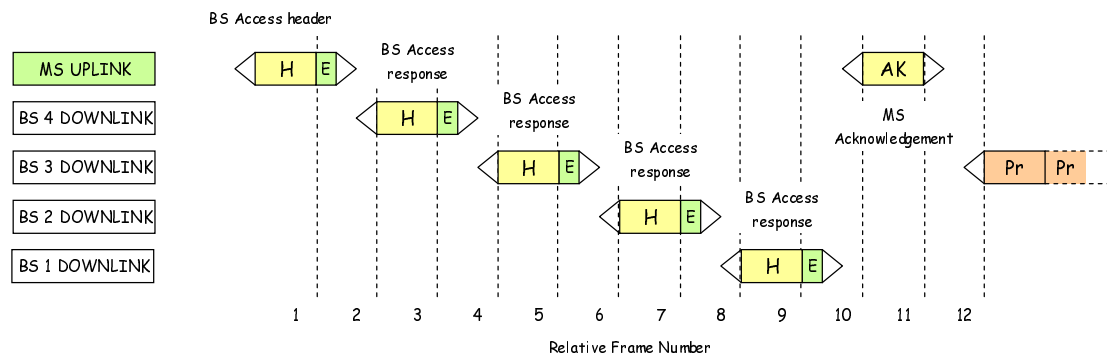 BS Access header
MS UPLINK
H
E
BS Access
response
AK
BS 4 DOWNLINK
H
E
BS Access
response
MS
Acknowledgement
BS 3 DOWNLINK
H
E
BS Access
response
Pr
Pr
BS 2 DOWNLINK
H
E
BS Access
response
BS 1 DOWNLINK
H
E
1 2 3 4 5 6 7 8 9 10 11 12
Relative Frame Number